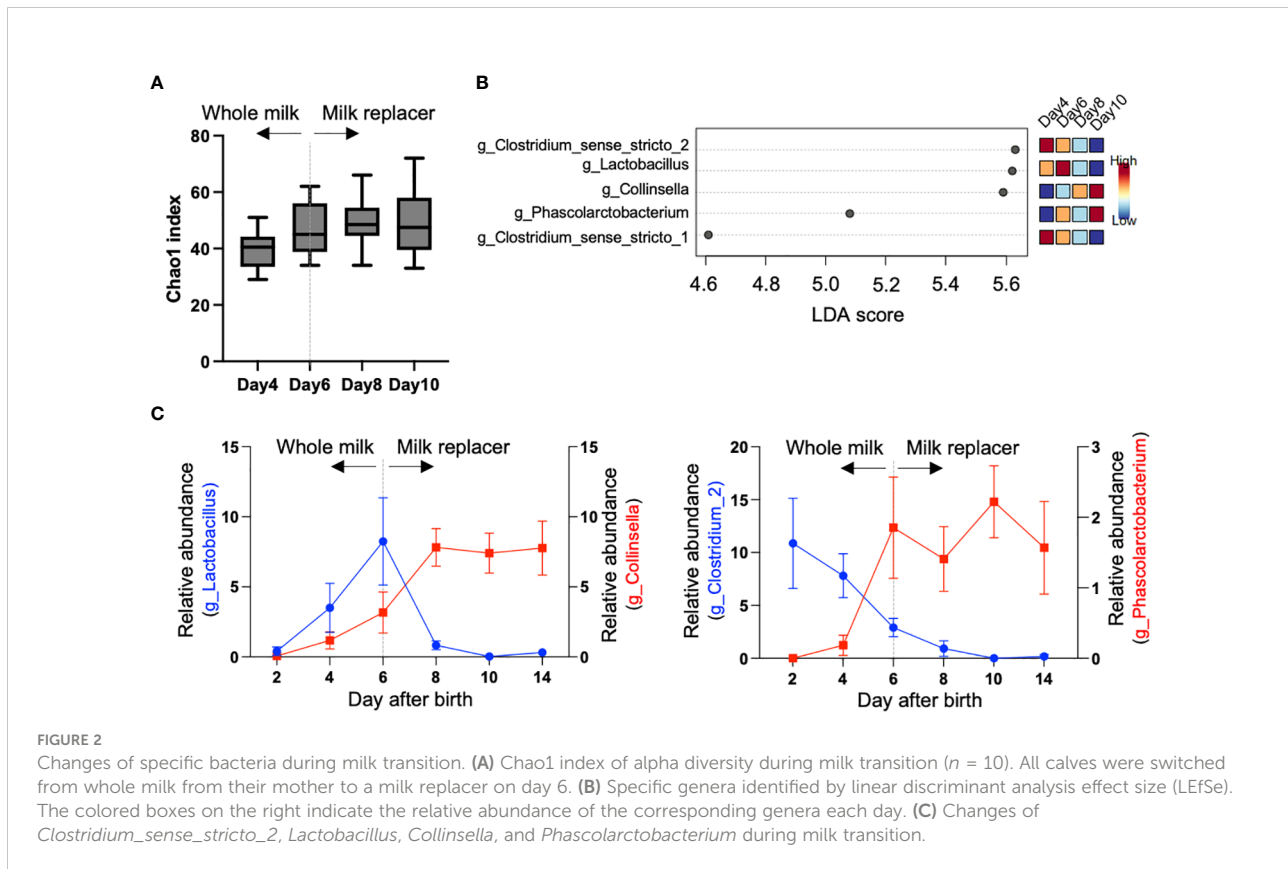 A
Whole milk
Milk replacer
Chao1 index
80
60
40
20
0
Day4 Day6 Day8 Day10
B
g_Clostridium_sense_stricto_2
g_Lactobacillus
g_Collinsella
g_Phascolarctobacterium
g_Clostridium_sense_stricto_1
4.6 4.8 5.0 5.2 5.4 5.6
LDA score
Day4 Day6 Day8 Day10
High
Low
C
Whole milk Milk replacer
Relative abundance
(g_Lactobacillus)
15
10
5
0
15
10
5
0
Relative abundance
(g_Collinsella)
2 4 6 8 10 14
Day after birth
Whole milk Milk replacer
Relative abundance
(g_Clostridium_2)
20
15
10
5
0
3
2
1
0
Relative abundance
(g_Phascolarctobacterium)
2 4 6 8 10 14
Day after birth
FIGURE 2
Changes of specific bacteria during milk transition. (A) Chao1 index of alpha diversity during milk transition (n = 10). All calves were switched
from whole milk from their mother to a milk replacer on day 6. (B) Specific genera identified by linear discriminant analysis effect size (LEfSe).
The colored boxes on the right indicate the relative abundance of the corresponding genera each day. (C) Changes of
Clostridium_sense_stricto_2, Lactobacillus, Collinsella, and Phascolarctobacterium during milk transition.